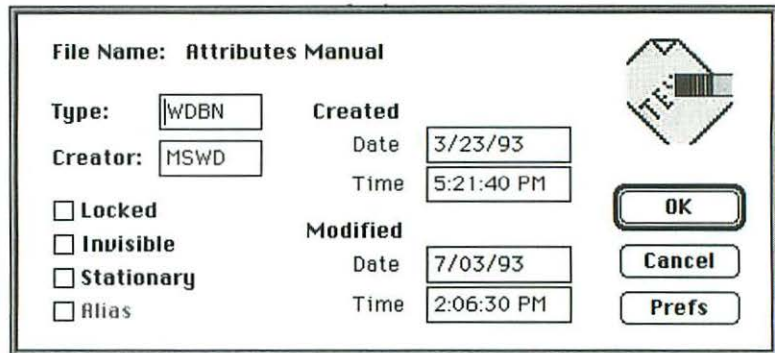 File Name: Attributes Manual
Type: WDBN
Creator: MSWD
Locked
Invisible
Stationary
Alias
Created
Date 3/23/93
Time 5:21:40 PM
Modified
Date 7/03/93
Time 2:06:30 PM
OK
Cancel
Prefs